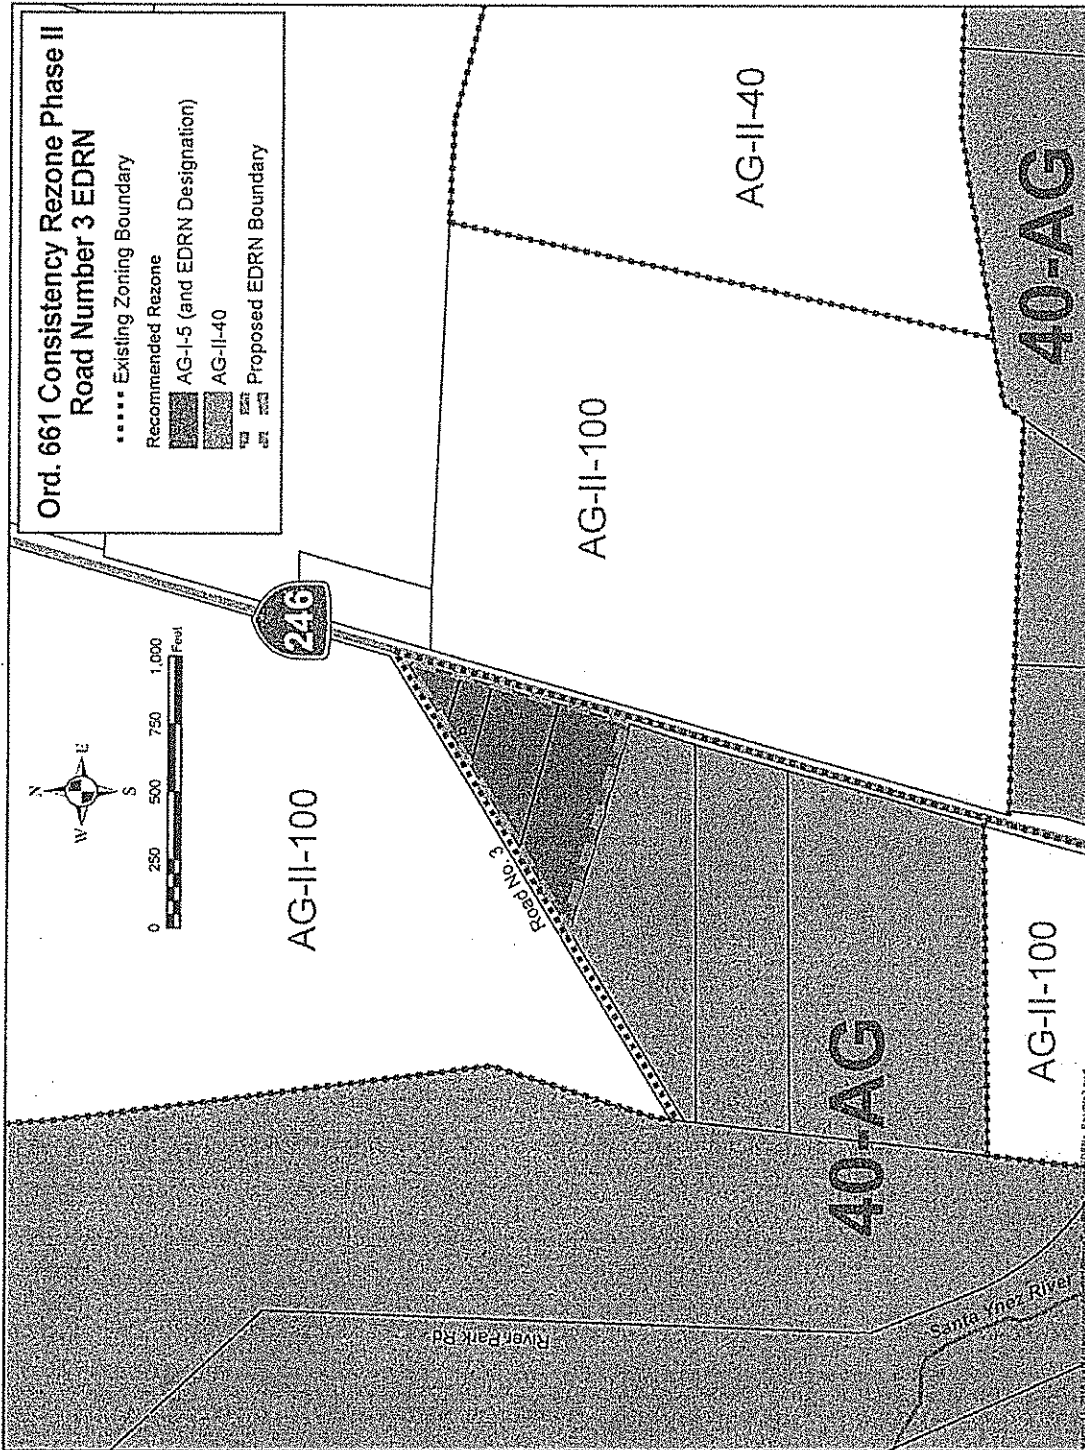 Ord. 661 Consistency Rezone Phase II
Road Number 3 EDRN
Existing Zoning Boundary
Recommended Rezone
AG-I-5 (and EDRN Designation)
AG-II-40
Proposed EDRN Boundary
N
W E
S
0 250 500 750 1,000
Feet
246
AG-II-100
Road No. 3
AG-II-100
AG-II-40
40-AG
40-AG
AG-II-100
River Park Rd
Santa Ynez River